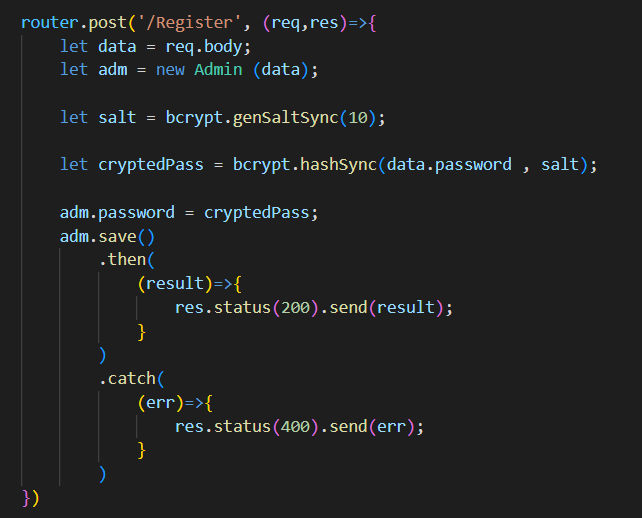 router.post('/Register', (req,res)=>{
let data = req.body;
let adm = new Admin (data);
let salt = bcrypt.genSaltSync(10);
let cryptedPass = bcrypt.hashSync(data.password , salt);
adm.password = cryptedPass;
adm.save()
.then(
(result)=>{
res.status(200).send(result);
}
)
.catch(
(err)=>{
res.status(400).send(err);
}
)
})